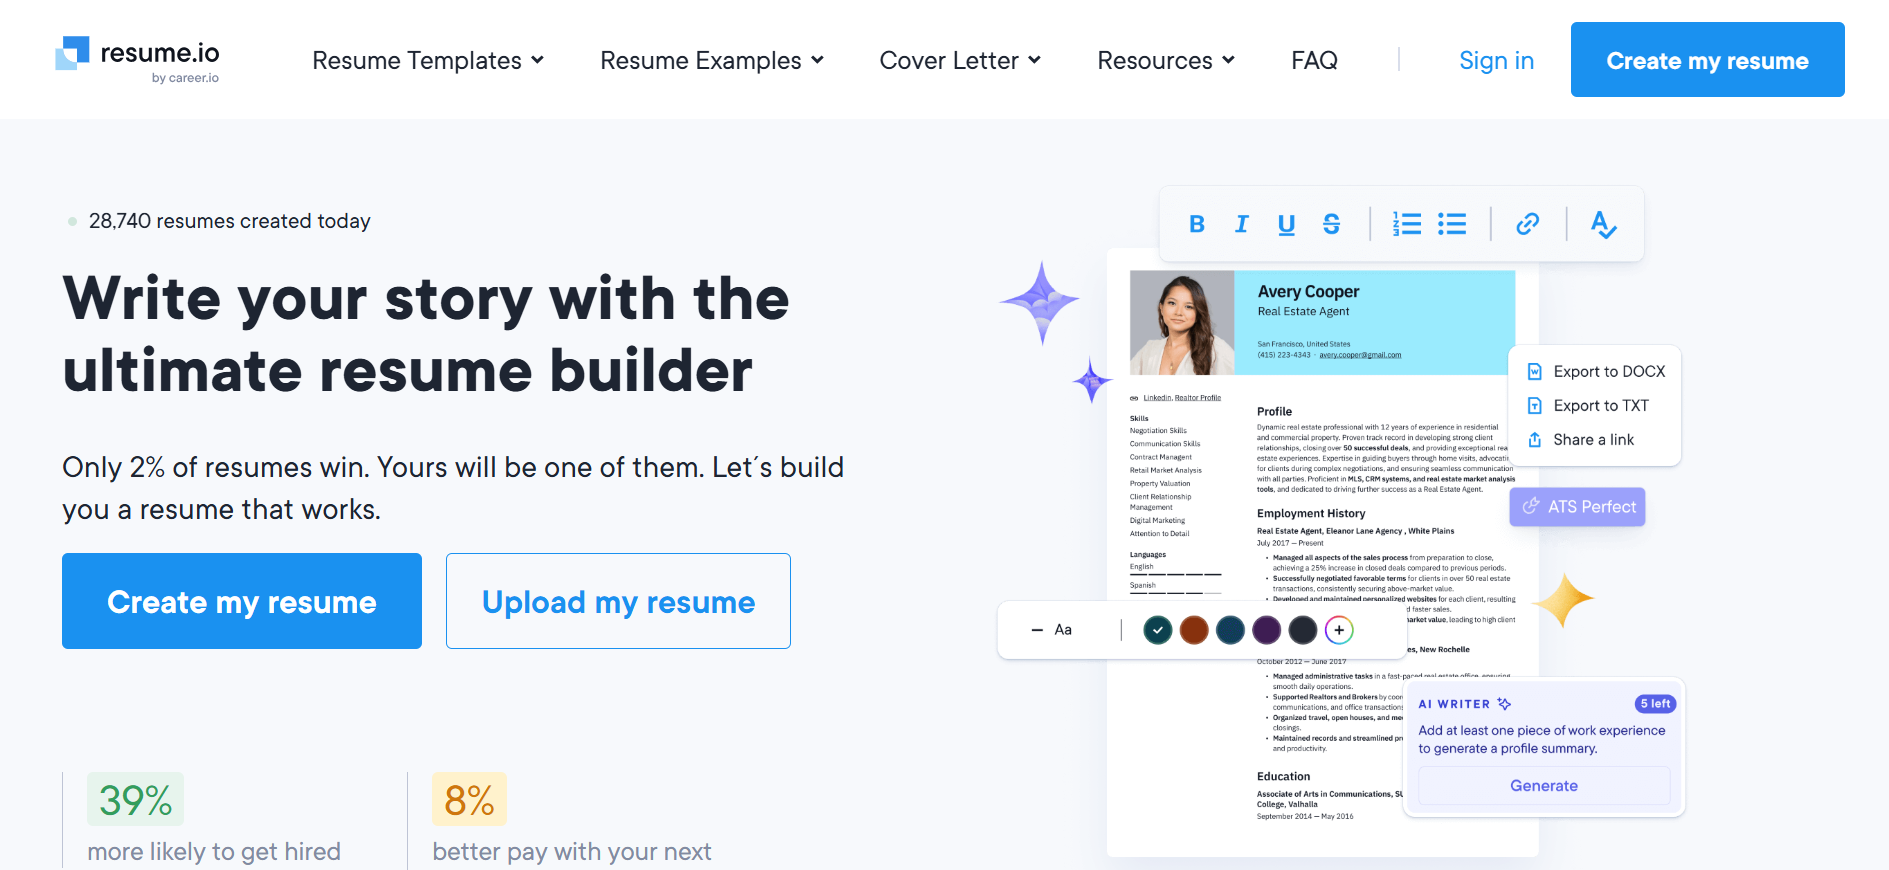 resume.io
by career.io
Resume Templates
Resume Examples
Cover Letter
Resources
FAQ
Sign in
Create my resume
28,740 resumes created today
Write your story with the
ultimate resume builder
Only 2% of resumes win. Yours will be one of them. Let´s build
you a resume that works.
Create my resume
Upload my resume
39%
more likely to get hired
8%
better pay with your next
B I U S
Avery Cooper
Real Estate Agent
San Francisco, United States
(415) 223-4343 · avery.cooper@gmail.com
Linkedin, Realtor Profile
Skills
Negotiation Skills
Communication Skills
Contract Managent
Retail Market Analysis
Property Valuation
Client Relationship
Management
Digital Marketing
Attention to Detail
Languages
English
Spanish
Profile
Dynamic real estate professional with 12 years of experience in residential
and commercial property. Proven track record in developing strong client
relationships, closing over 50 successful deals, and providing exceptional rea
estate experiences. Expertise in guiding buyers through home visits, advocatin
for clients during complex negotiations, and ensuring seamless communication
with all parties. Proficient in MLS, CRM systems, and real estate market analysis
tools, and dedicated to driving further success as a Real Estate Agent.
Employment History
Real Estate Agent, Eleanor Lane Agency , White Plains
July 2017 — Present
• Managed all aspects of the sales process from preparation to close,
achieving a 25% increase in closed deals compared to previous periods.
• Successfully negotiated favorable terms for clients in over 50 real estate
transactions, consistently securing above-market value.
• Developed and maintained personalized websites for each client, resulting
faster sales.
market value, leading to high client
es, New Rochelle
October 2012 — June 2017
• Managed administrative tasks in a fast-paced real estate office, ensuring
smooth daily operations.
• Supported Realtors and Brokers by coor
communications, and office transactions
• Organized travel, open houses, and me
closings.
• Maintained records and streamlined pr
and productivity.
Education
Associate of Arts in Communications, SU
College, Valhalla
September 2014 — May 2016
Export to DOCX
Export to TXT
Share a link
ATS Perfect
Aa
AI WRITER
5 left
Add at least one piece of work experience
to generate a profile summary.
Generate